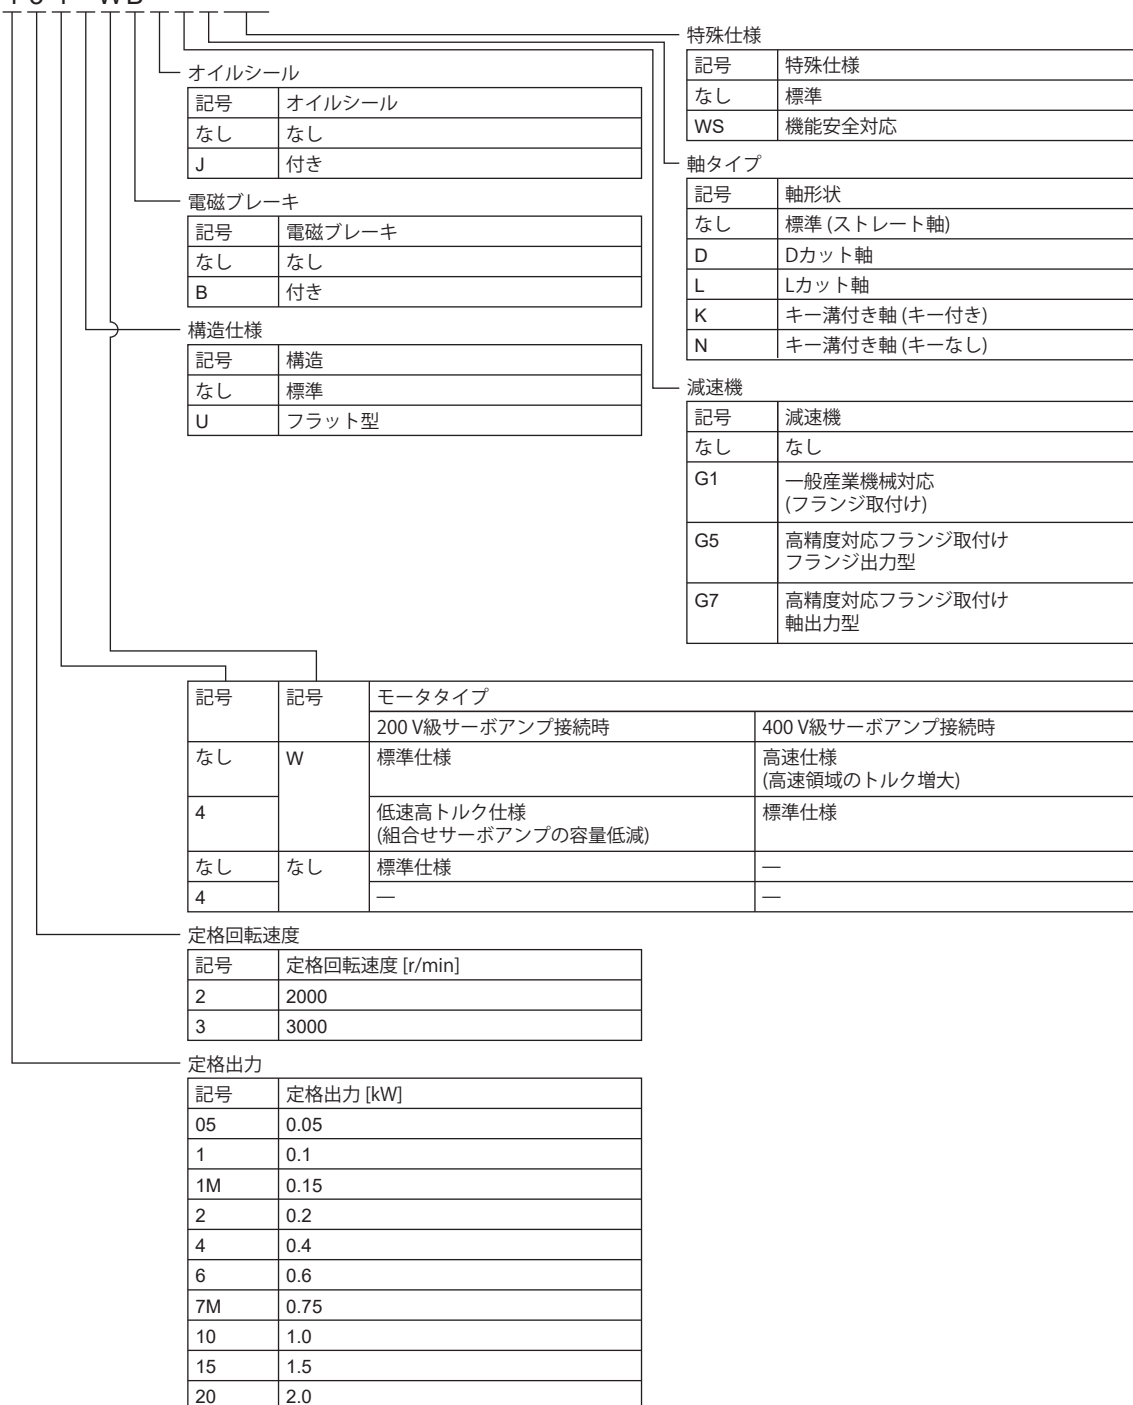 WB
オイルシール
記号 オイルシール
なし なし
J 付き
電磁ブレーキ
記号 電磁ブレーキ
なし なし
B 付き
構造仕様
記号 構造
なし 標準
U フラット型
特殊仕様
記号 特殊仕様
なし 標準
WS 機能安全対応
軸タイプ
記号 軸形状
なし 標準 (ストレート軸)
D Dカット軸
L Lカット軸
K キー溝付き軸 (キー付き)
N キー溝付き軸 (キーなし)
減速機
記号 減速機
なし なし
G1 一般産業機械対応
(フランジ取付け)
G5 高精度対応フランジ取付け
フランジ出力型
G7 高精度対応フランジ取付け
軸出力型
記号 記号 モータタイプ
200 V級サーボアンプ接続時 400 V級サーボアンプ接続時
なし W 標準仕様 高速仕様
(高速領域のトルク増大)
4 低速高トルク仕様 標準仕様
(組合せサーボアンプの容量低減)
なし なし 標準仕様 —
4 — —
定格回転速度
記号 定格回転速度 [r/min]
2 2000
3 3000
定格出力
記号 定格出力 [kW]
05 0.05
1 0.1
1M 0.15
2 0.2
4 0.4
6 0.6
7M 0.75
10 1.0
15 1.5
20 2.0